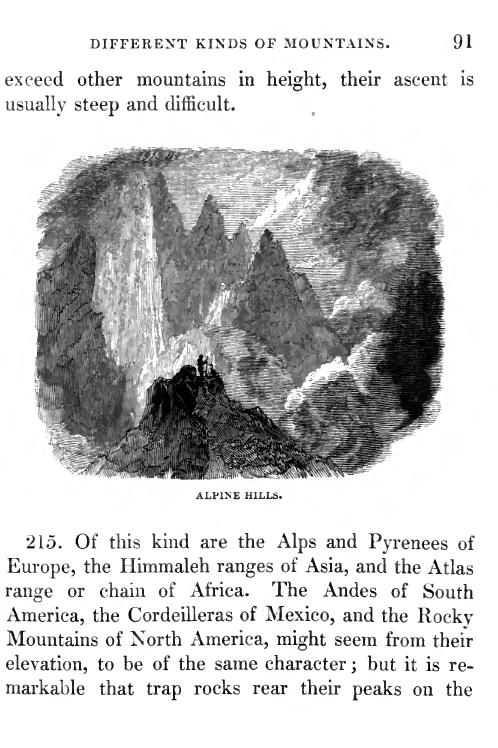 DIFFERENT KINDS OF MOUNTAINS. 91
exceed other mountains in height, their ascent is
usually steep and difficult.
ALPINE HILLS.
215. Of this kind are the Alps and Pyrenees of
Europe, the Himmaleh ranges of Asia, and the Atlas
range or chain of Africa. The Andes of South
America, the Cordeilleras of Mexico, and the Rocky
Mountains of North America, might seem from their
elevation, to be of the same character; but it is re-
markable that trap rocks rear their peaks on the